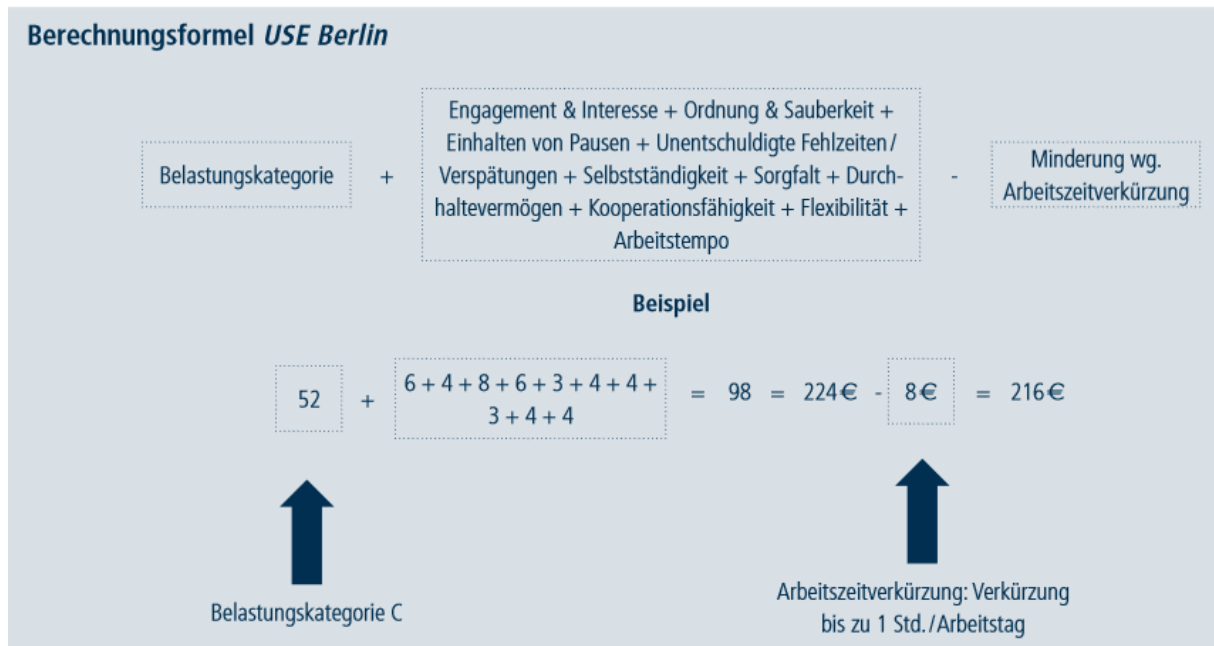 Berechnungsformel USE Berlin
Engagement & Interesse + Ordnung & Sauberkeit +
Einhalten von Pausen + Unentschuldigte Fehlzeiten/
Verspätungen + Selbstständigkeit + Sorgfalt + Durch-
haltevermögen + Kooperationsfähigkeit + Flexibilität +
Arbeitstempo
Belastungskategorie +
- Minderung wg.
Arbeitszeitverkürzung
Beispiel
52 + 6 + 4 + 8 + 6 + 3 + 4 + 4 +
3 + 4 + 4
= 98 = 224€ - 8€ = 216€
Belastungskategorie C
Arbeitszeitverkürzung: Verkürzung
bis zu 1 Std./Arbeitstag